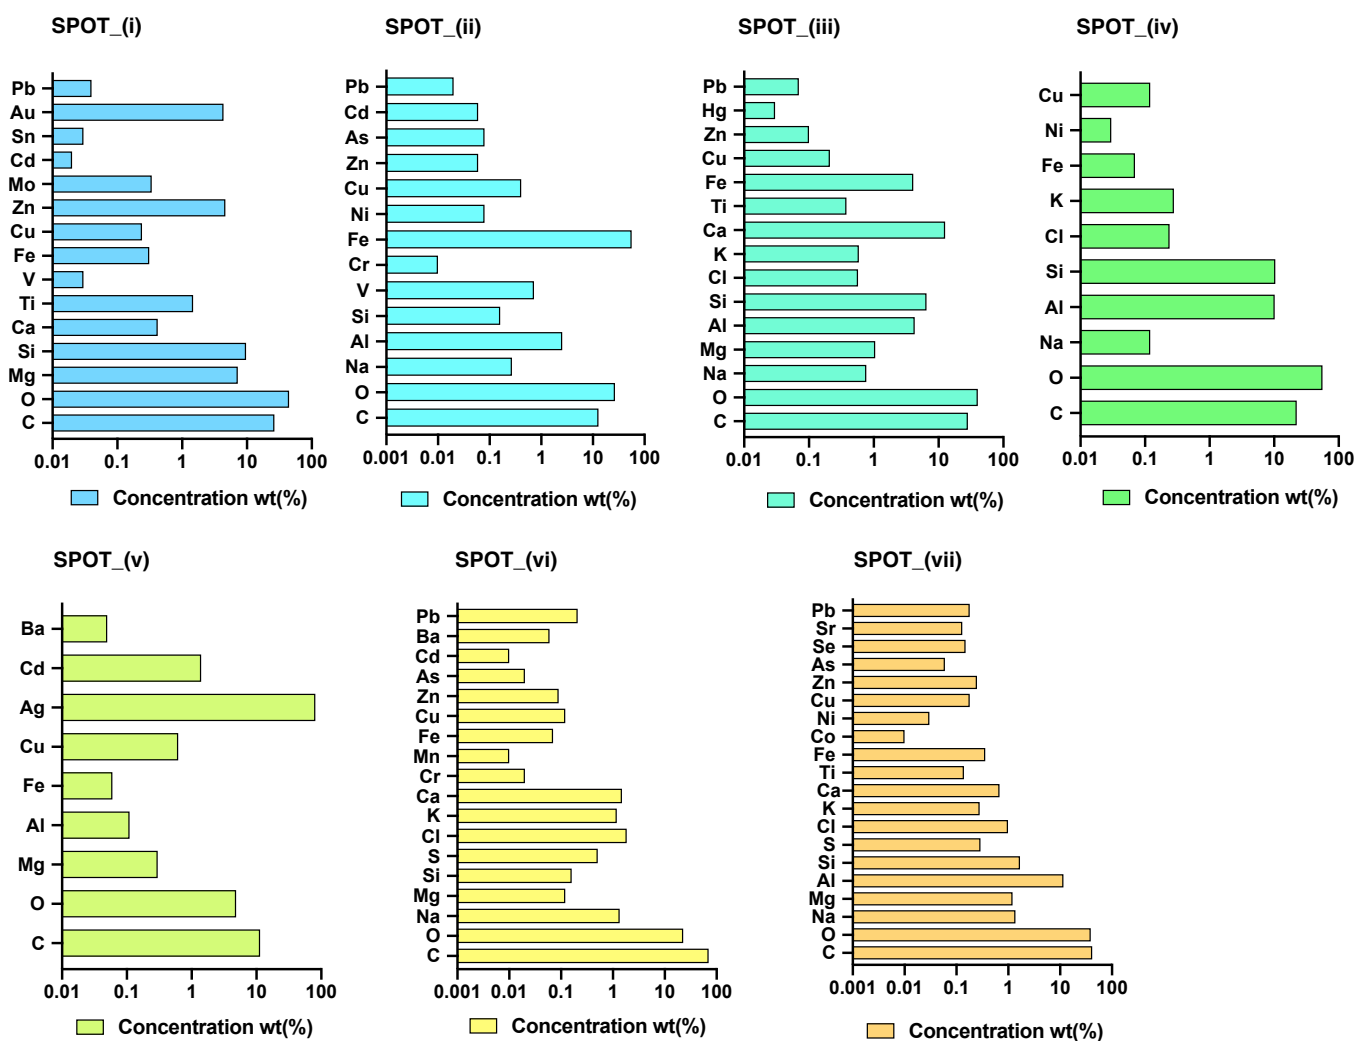 SPOT_(i)
Pb
Au
Sn
Cd
Mo
Zn
Cu
Fe
V
Ti
Ca
Si
Mg
O
C
0.01 0.1 1 10 100
Concentration wt(%)
SPOT_(ii)
Pb
Cd
As
Zn
Cu
Ni
Fe
Cr
V
Si
Al
Na
O
C
0.001 0.01 0.1 1 10 100
Concentration wt(%)
SPOT_(iii)
Pb
Hg
Zn
Cu
Fe
Ti
Ca
K
Cl
Si
Al
Mg
Na
O
C
0.01 0.1 1 10 100
Concentration wt(%)
SPOT_(iv)
Cu
Ni
Fe
K
Cl
Si
Al
Na
O
C
0.01 0.1 1 10 100
Concentration wt(%)
SPOT_(v)
Ba
Cd
Ag
Cu
Fe
Al
Mg
O
C
0.01 0.1 1 10 100
Concentration wt(%)
SPOT_(vi)
Pb
Ba
Cd
As
Zn
Cu
Fe
Mn
Cr
Ca
K
Cl
S
Si
Mg
Na
O
C
0.001 0.01 0.1 1 10 100
Concentration wt(%)
SPOT_(vii)
Pb
Sr
Se
As
Zn
Cu
Ni
Co
Fe
Ti
Ca
K
Cl
S
Si
Al
Mg
Na
O
C
0.001 0.01 0.1 1 10 100
Concentration wt(%)